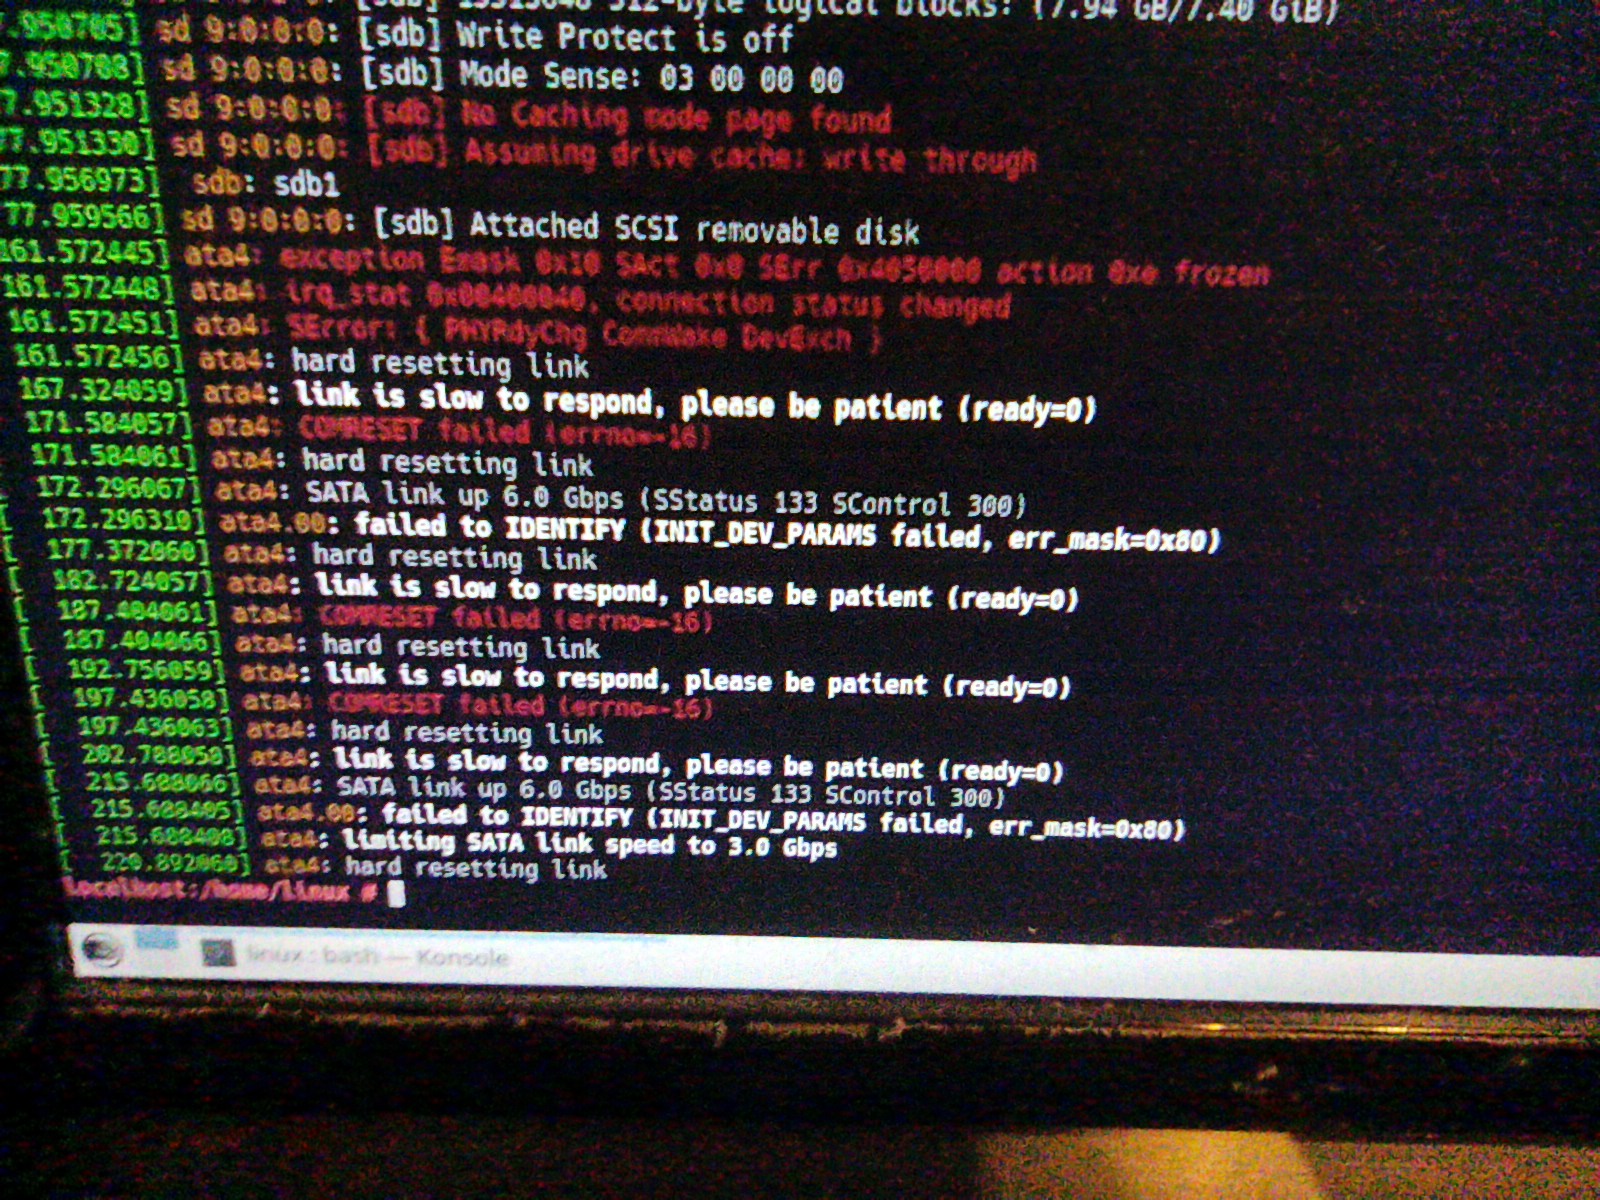 [sdb] 15515648 512-byte logical blocks: (7.94 GB/7.40 GiB)
.950785] sd 9:0:0:0: [sdb] Write Protect is off
7.950788] sd 9:0:0:0: [sdb] Mode Sense: 03 00 00 00
7.951328] sd 9:0:0:0: [sdb] No Caching mode page found
77.951330] sd 9:0:0:0: [sdb] Assuming drive cache: write through
77.956973] sdb: sdb1
77.959566] sd 9:0:0:0: [sdb] Attached SCSI removable disk
161.572445] ata4: exception Emask 0x10 SAct 0x0 SErr 0x4050000 action 0xe frozen
161.572448] ata4: irq_stat 0x00400040, connection status changed
161.572451] ata4: SError: { PHYRdyChg CommWake DevExch }
161.572456] ata4: hard resetting link
167.324059] ata4: link is slow to respond, please be patient (ready=0)
171.584057] ata4: COMRESET failed (errno=-16)
171.584061] ata4: hard resetting link
172.296067] ata4: SATA link up 6.0 Gbps (SStatus 133 SControl 300)
[ 172.296310] ata4.00: failed to IDENTIFY (INIT_DEV_PARAMS failed, err_mask=0x80)
[ 177.372060] ata4: hard resetting link
[ 182.724057] ata4: link is slow to respond, please be patient (ready=0)
[ 187.404061] ata4: COMRESET failed (errno=-16)
[ 187.404066] ata4: hard resetting link
[ 192.756059] ata4: link is slow to respond, please be patient (ready=0)
[ 197.436058] ata4: COMRESET failed (errno=-16)
[ 197.436063] ata4: hard resetting link
[ 202.788058] ata4: link is slow to respond, please be patient (ready=0)
[ 215.688066] ata4: SATA link up 6.0 Gbps (SStatus 133 SControl 300)
[ 215.688405] ata4.00: failed to IDENTIFY (INIT_DEV_PARAMS failed, err_mask=0x80)
[ 215.688408] ata4: limiting SATA link speed to 3.0 Gbps
[ 220.892060] ata4: hard resetting link
localhost:/home/linux #
linux : bash — Konsole